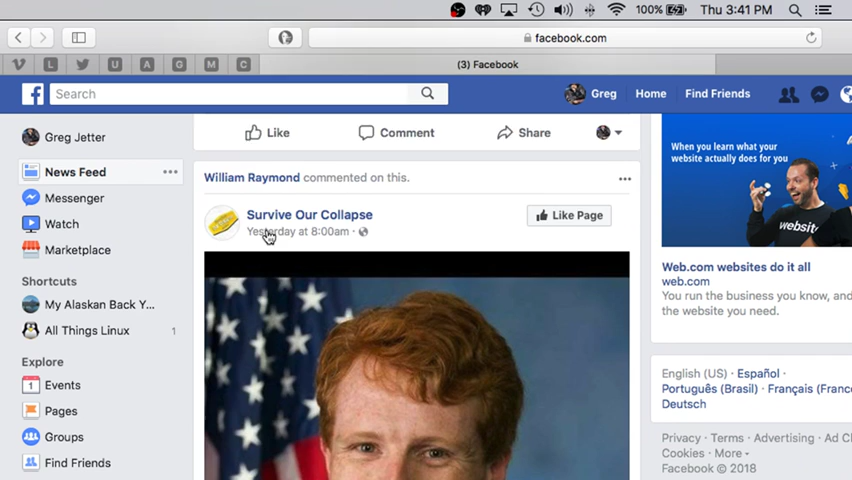 100% Thu 3:41 PM
facebook.com
L U A G M C
(3) Facebook
Search
Greg Home Find Friends
Greg Jetter
News Feed
Messenger
Watch
Marketplace
Shortcuts
My Alaskan Back Y...
All Things Linux 1
Explore
1 Events
Pages
Groups
Find Friends
Like Comment Share
William Raymond commented on this.
Survive Our Collapse
Yesterday at 8:00am ·
Like Page
When you learn what your
website actually does for you
website
Web.com websites do it all
web.com
You run the business you know, and
the website you need.
English (US) · Español ·
Português (Brasil) · Français (France
Deutsch
Privacy · Terms · Advertising · Ad C
Cookies · More
Facebook © 2018